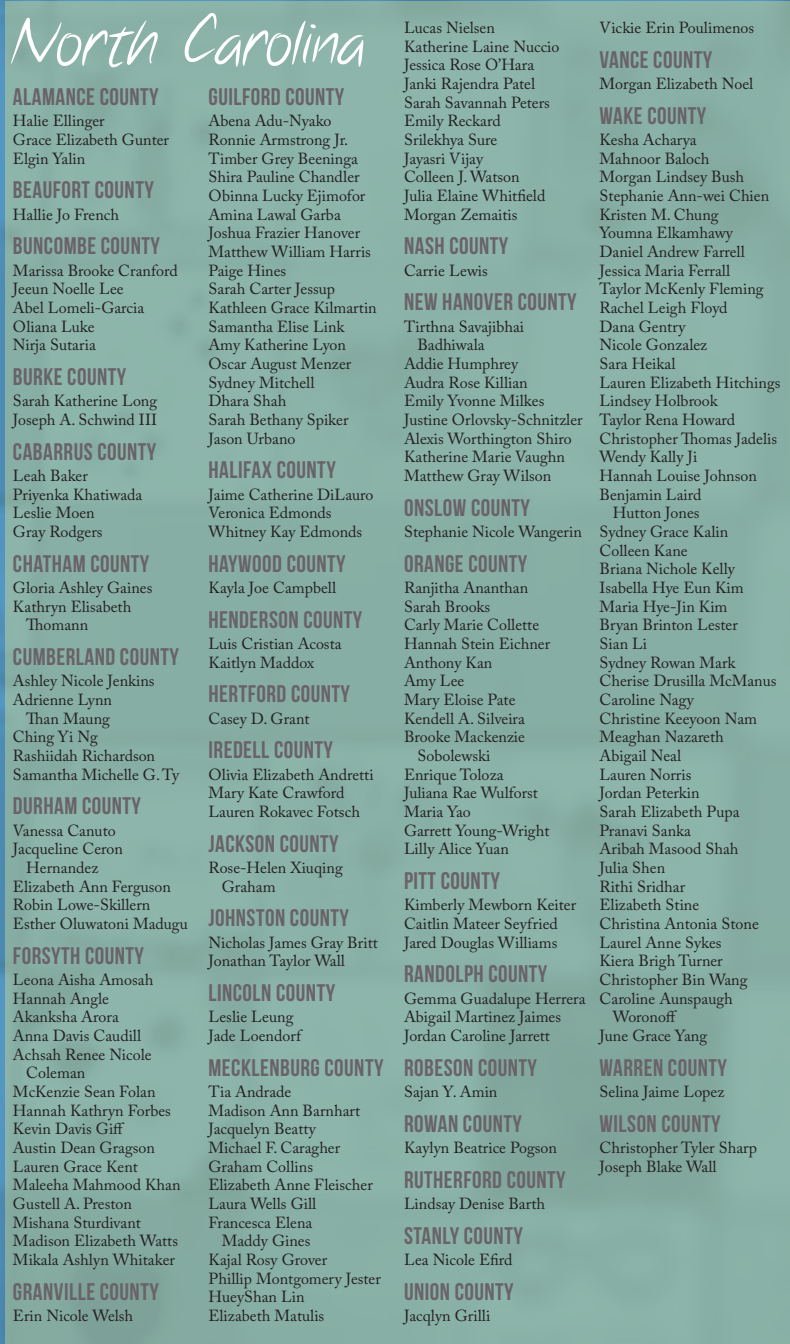 North Carolina
ALAMANCE COUNTY
Halie Ellinger
Grace Elizabeth Gunter
Elgin Yalin
BEAUFORT COUNTY
Hallie Jo French
BUNCOMBE COUNTY
Marissa Brooke Cranford
Jeeun Noelle Lee
Abel Lomeli-Garcia
Oliana Luke
Nirja Sutaria
BURKE COUNTY
Sarah Katherine Long
Joseph A. Schwind III
CABARRUS COUNTY
Leah Baker
Priyenka Khatiwada
Leslie Moen
Gray Rodgers
CHATHAM COUNTY
Gloria Ashley Gaines
Kathryn Elisabeth
Thomann
CUMBERLAND COUNTY
Ashley Nicole Jenkins
Adrienne Lynn
Than Maung
Ching Yi Ng
Rashiidah Richardson
Samantha Michelle G. Ty
DURHAM COUNTY
Vanessa Canuto
Jacqueline Ceron
Hernandez
Elizabeth Ann Ferguson
Robin Lowe-Skillern
Esther Oluwatoni Madugu
FORSYTH COUNTY
Leona Aisha Amosah
Hannah Angle
Akanksha Arora
Anna Davis Caudill
Achsah Renee Nicole
Coleman
McKenzie Sean Folan
Hannah Kathryn Forbes
Kevin Davis Giff
Austin Dean Gragson
Lauren Grace Kent
Maleeha Mahmood Khan
Gustell A. Preston
Mishana Sturdivant
Madison Elizabeth Watts
Mikala Ashlyn Whitaker
GRANVILLE COUNTY
Erin Nicole Welsh
GUILFORD COUNTY
Abena Adu-Nyako
Ronnie Armstrong Jr.
Timber Grey Beeninga
Shira Pauline Chandler
Obinna Lucky Ejimofor
Amina Lawal Garba
Joshua Frazier Hanover
Matthew William Harris
Paige Hines
Sarah Carter Jessup
Kathleen Grace Kilmartin
Samantha Elise Link
Amy Katherine Lyon
Oscar August Menzer
Sydney Mitchell
Dhara Shah
Sarah Bethany Spiker
Jason Urbano
HALIFAX COUNTY
Jaime Catherine DiLauro
Veronica Edmonds
Whitney Kay Edmonds
HAYWOOD COUNTY
Kayla Joe Campbell
HENDERSON COUNTY
Luis Cristian Acosta
Kaitlyn Maddox
HERTFORD COUNTY
Casey D. Grant
IREDELL COUNTY
Olivia Elizabeth Andretti
Mary Kate Crawford
Lauren Rokavec Fotsch
JACKSON COUNTY
Rose-Helen Xiuqing
Graham
JOHNSTON COUNTY
Nicholas James Gray Britt
Jonathan Taylor Wall
LINCOLN COUNTY
Leslie Leung
Jade Loendorf
MECKLENBURG COUNTY
Tia Andrade
Madison Ann Barnhart
Jacquelyn Beatty
Michael F. Caragher
Graham Collins
Elizabeth Anne Fleischer
Laura Wells Gill
Francesca Elena
Maddy Gines
Kajal Rosy Grover
Phillip Montgomery Jester
HueyShan Lin
Elizabeth Matulis
Lucas Nielsen
Katherine Laine Nuccio
Jessica Rose O'Hara
Janki Rajendra Patel
Sarah Savannah Peters
Emily Reckard
Srilekhya Sure
Jayasri Vijay
Colleen J. Watson
Julia Elaine Whitfield
Morgan Zemaitis
NASH COUNTY
Carrie Lewis
NEW HANOVER COUNTY
Tirthna Savajibhai
Badhiwala
Addie Humphrey
Audra Rose Killian
Emily Yvonne Milkes
Justine Orlovsky-Schnitzler
Alexis Worthington Shiro
Katherine Marie Vaughn
Matthew Gray Wilson
ONSLOW COUNTY
Stephanie Nicole Wangerin
ORANGE COUNTY
Ranjitha Ananthan
Sarah Brooks
Carly Marie Collette
Hannah Stein Eichner
Anthony Kan
Amy Lee
Mary Eloise Pate
Kendell A. Silveira
Brooke Mackenzie
Sobolewski
Enrique Toloza
Juliana Rae Wulforst
Maria Yao
Garrett Young-Wright
Lilly Alice Yuan
PITT COUNTY
Kimberly Mewborn Keiter
Caitlin Mateer Seyfried
Jared Douglas Williams
RANDOLPH COUNTY
Gemma Guadalupe Herrera
Abigail Martinez Jaimes
Jordan Caroline Jarrett
ROBESON COUNTY
Sajan Y. Amin
ROWAN COUNTY
Kaylyn Beatrice Pogson
RUTHERFORD COUNTY
Lindsay Denise Barth
STANLY COUNTY
Lea Nicole Efird
UNION COUNTY
Jacqlyn Grilli
Vickie Erin Poulimenos
VANCE COUNTY
Morgan Elizabeth Noel
WAKE COUNTY
Kesha Acharya
Mahnoor Baloch
Morgan Lindsey Bush
Stephanie Ann-wei Chien
Kristen M. Chung
Youmna Elkamhawy
Daniel Andrew Farrell
Jessica Maria Ferrall
Taylor McKenly Fleming
Rachel Leigh Floyd
Dana Gentry
Nicole Gonzalez
Sara Heikal
Lauren Elizabeth Hitchings
Lindsey Holbrook
Taylor Rena Howard
Christopher Thomas Jadelis
Wendy Kally Ji
Hannah Louise Johnson
Benjamin Laird
Hutton Jones
Sydney Grace Kalin
Colleen Kane
Briana Nichole Kelly
Isabella Hye Eun Kim
Maria Hye-Jin Kim
Bryan Brinton Lester
Sian Li
Sydney Rowan Mark
Cherise Drusilla McManus
Caroline Nagy
Christine Keeyoon Nam
Meaghan Nazareth
Abigail Neal
Lauren Norris
Jordan Peterkin
Sarah Elizabeth Pupa
Pranavi Sanka
Aribah Masood Shah
Julia Shen
Rithi Sridhar
Elizabeth Stine
Christina Antonia Stone
Laurel Anne Sykes
Kiera Brigh Turner
Christopher Bin Wang
Caroline Aunspaugh
Woronoff
June Grace Yang
WARREN COUNTY
Selina Jaime Lopez
WILSON COUNTY
Christopher Tyler Sharp
Joseph Blake Wall